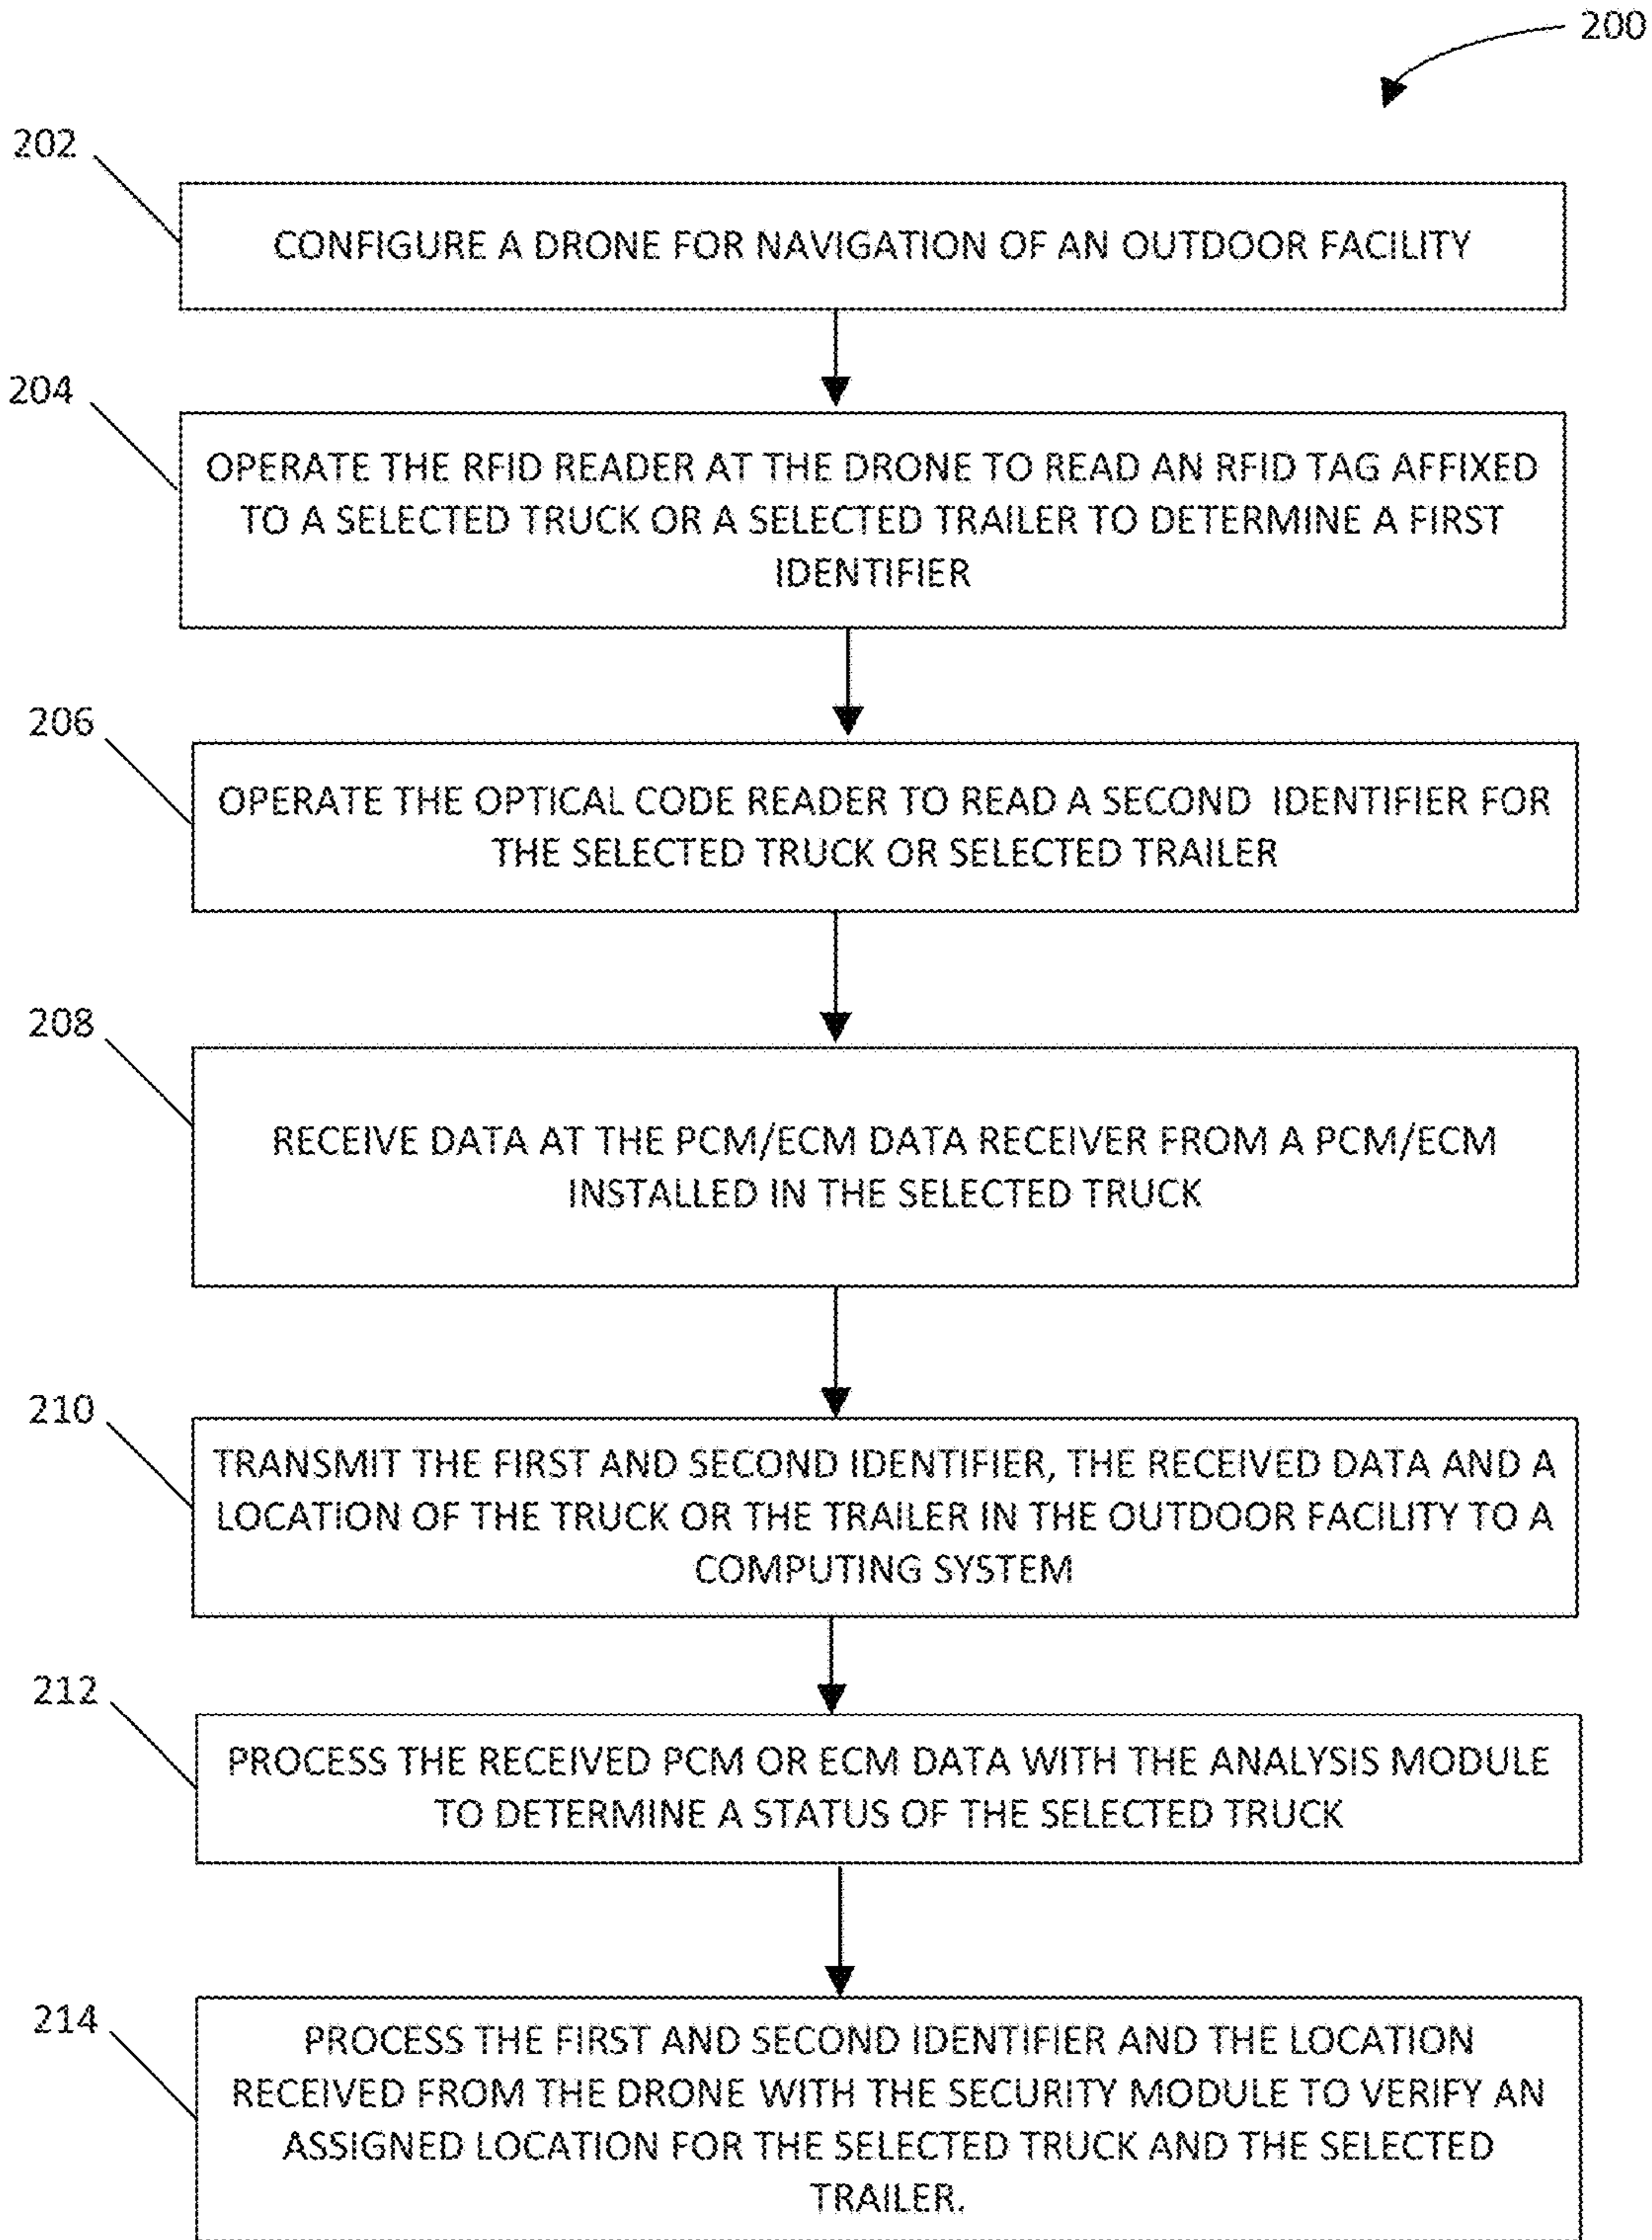 200
202
CONFIGURE A DRONE FOR NAVIGATION OF AN OUTDOOR FACILITY
204
OPERATE THE RFID READER AT THE DRONE TO READ AN RFID TAG AFFIXED
TO A SELECTED TRUCK OR A SELECTED TRAILER TO DETERMINE A FIRST
IDENTIFIER
206
OPERATE THE OPTICAL CODE READER TO READ A SECOND IDENTIFIER FOR
THE SELECTED TRUCK OR SELECTED TRAILER
208
RECEIVE DATA AT THE PCM/ECM DATA RECEIVER FROM A PCM/ECM
INSTALLED IN THE SELECTED TRUCK
210
TRANSMIT THE FIRST AND SECOND IDENTIFIER, THE RECEIVED DATA AND A
LOCATION OF THE TRUCK OR THE TRAILER IN THE OUTDOOR FACILITY TO A
COMPUTING SYSTEM
212
PROCESS THE RECEIVED PCM OR ECM DATA WITH THE ANALYSIS MODULE
TO DETERMINE A STATUS OF THE SELECTED TRUCK
214
PROCESS THE FIRST AND SECOND IDENTIFIER AND THE LOCATION
RECEIVED FROM THE DRONE WITH THE SECURITY MODULE TO VERIFY AN
ASSIGNED LOCATION FOR THE SELECTED TRUCK AND THE SELECTED
TRAILER.